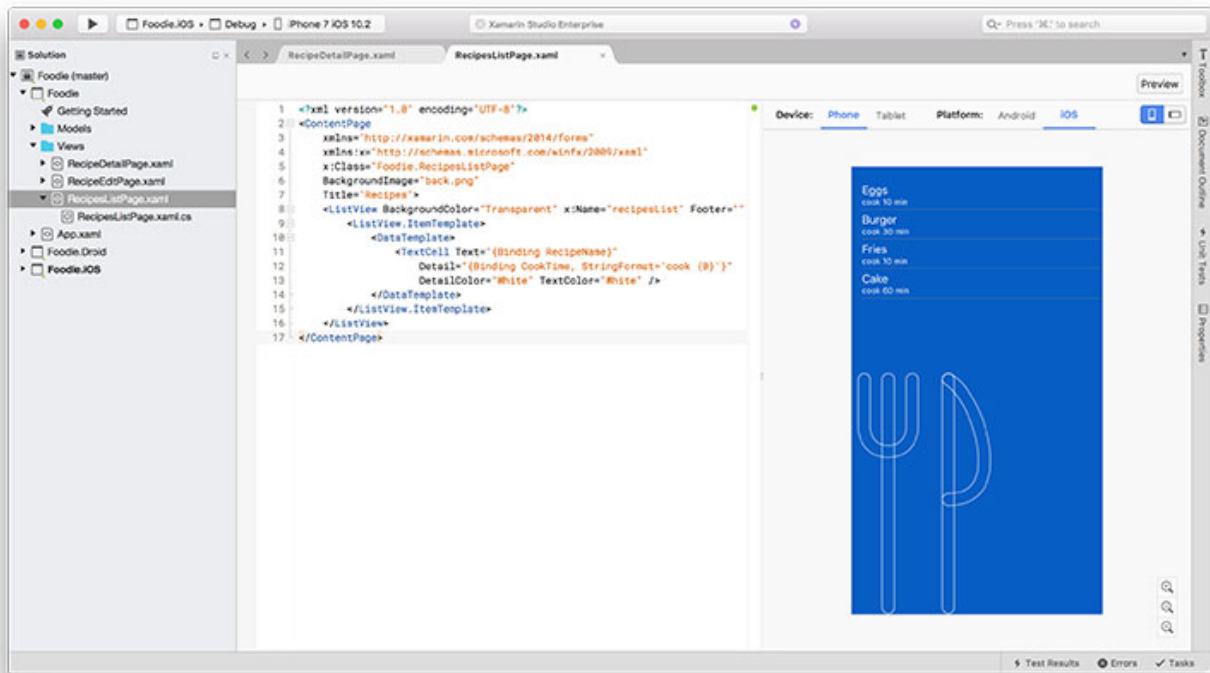 Foodie.iOS › Debug › iPhone 7 iOS 10.2
Xamarin Studio Enterprise
Press '⌘.' to search
Solution
RecipeDetailPage.xaml
RecipesListPage.xaml
Foodie (master)
Foodie
Getting Started
Models
Views
RecipeDetailPage.xaml
RecipeEditPage.xaml
RecipesListPage.xaml
RecipesListPage.xaml.cs
App.xaml
Foodie.Droid
Foodie.iOS
1 <?xml version="1.0" encoding="UTF-8"?>
2 <ContentPage
3 xmlns="http://xamarin.com/schemas/2014/forms"
4 xmlns:x="http://schemas.microsoft.com/winfx/2009/xaml"
5 x:Class="Foodie.RecipesListPage"
6 BackgroundImage="back.png"
7 Title="Recipes">
8 <ListView BackgroundColor="Transparent" x:Name="recipesList" Footer=""
9 <ListView.ItemTemplate>
10 <DataTemplate>
11 <TextCell Text="{Binding RecipeName}"
12 Detail="{Binding CookTime, StringFormat='cook {0}'}"
13 DetailColor="White" TextColor="White" />
14 </DataTemplate>
15 </ListView.ItemTemplate>
16 </ListView>
17 </ContentPage>
Preview
Device: Phone Tablet Platform: Android iOS
Eggs
cook 10 min
Burger
cook 30 min
Fries
cook 10 min
Cake
cook 60 min
Toolbox
Document Outline
Unit Tests
Properties
Test Results Errors Tasks